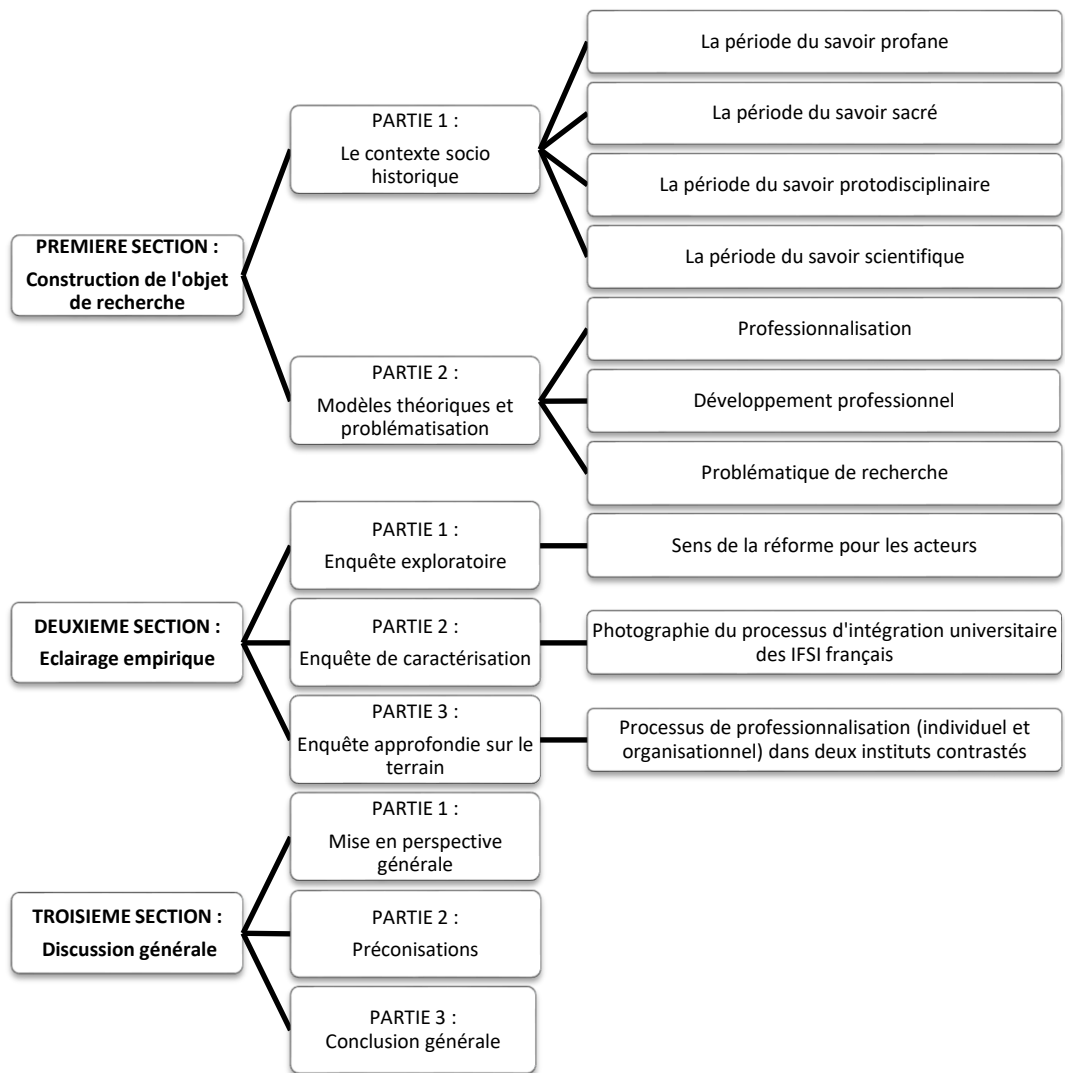 PREMIERE SECTION :
Construction de l'objet
de recherche
PARTIE 1 :
Le contexte socio
historique
La période du savoir profane
La période du savoir sacré
La période du savoir protodisciplinaire
La période du savoir scientifique
PARTIE 2 :
Modèles théoriques et
problématisation
Professionnalisation
Développement professionnel
Problématique de recherche
DEUXIEME SECTION :
Eclairage empirique
PARTIE 1 :
Enquête exploratoire
Sens de la réforme pour les acteurs
PARTIE 2 :
Enquête de caractérisation
Photographie du processus d'intégration universitaire
des IFSI français
PARTIE 3 :
Enquête approfondie sur le
terrain
Processus de professionnalisation (individuel et
organisationnel) dans deux instituts contrastés
TROISIEME SECTION :
Discussion générale
PARTIE 1 :
Mise en perspective
générale
PARTIE 2 :
Préconisations
PARTIE 3 :
Conclusion générale